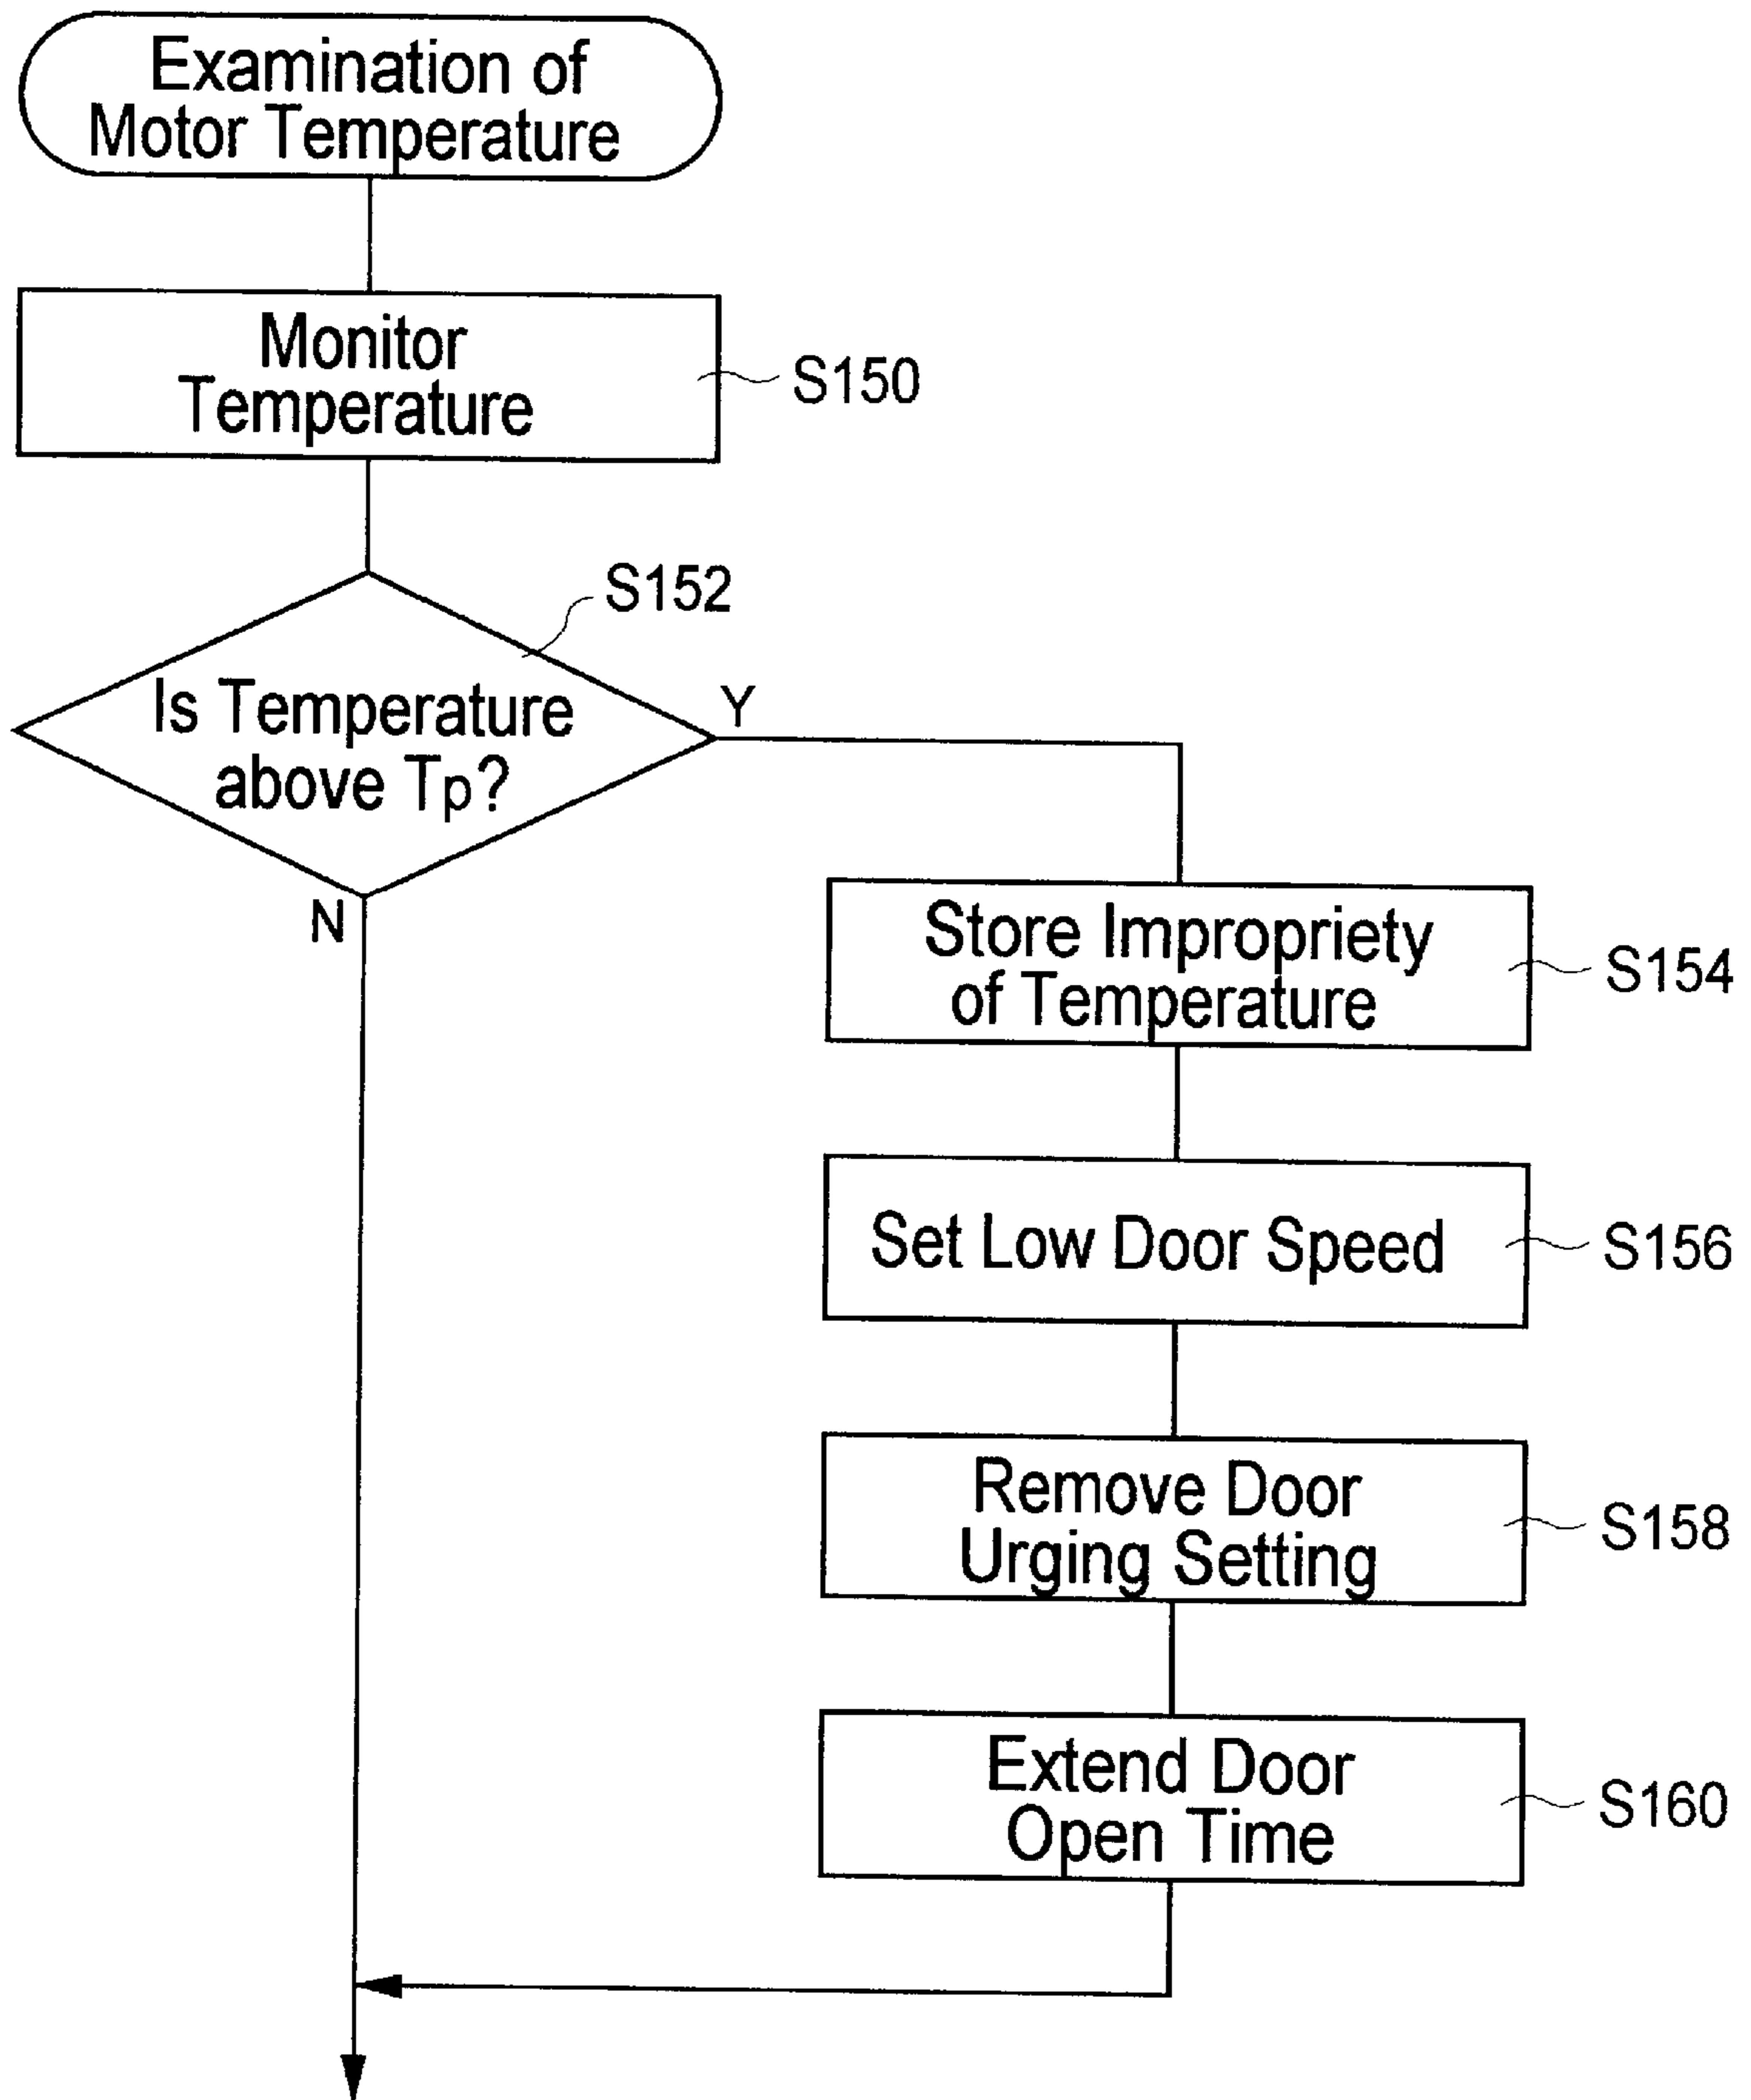 Examination of
Motor Temperature
Monitor
Temperature
S150
S152
Is Temperature
above Tp?
Y
N
Store Impropriety
of Temperature
S154
Set Low Door Speed
S156
Remove Door
Urging Setting
S158
Extend Door
Open Time
S160